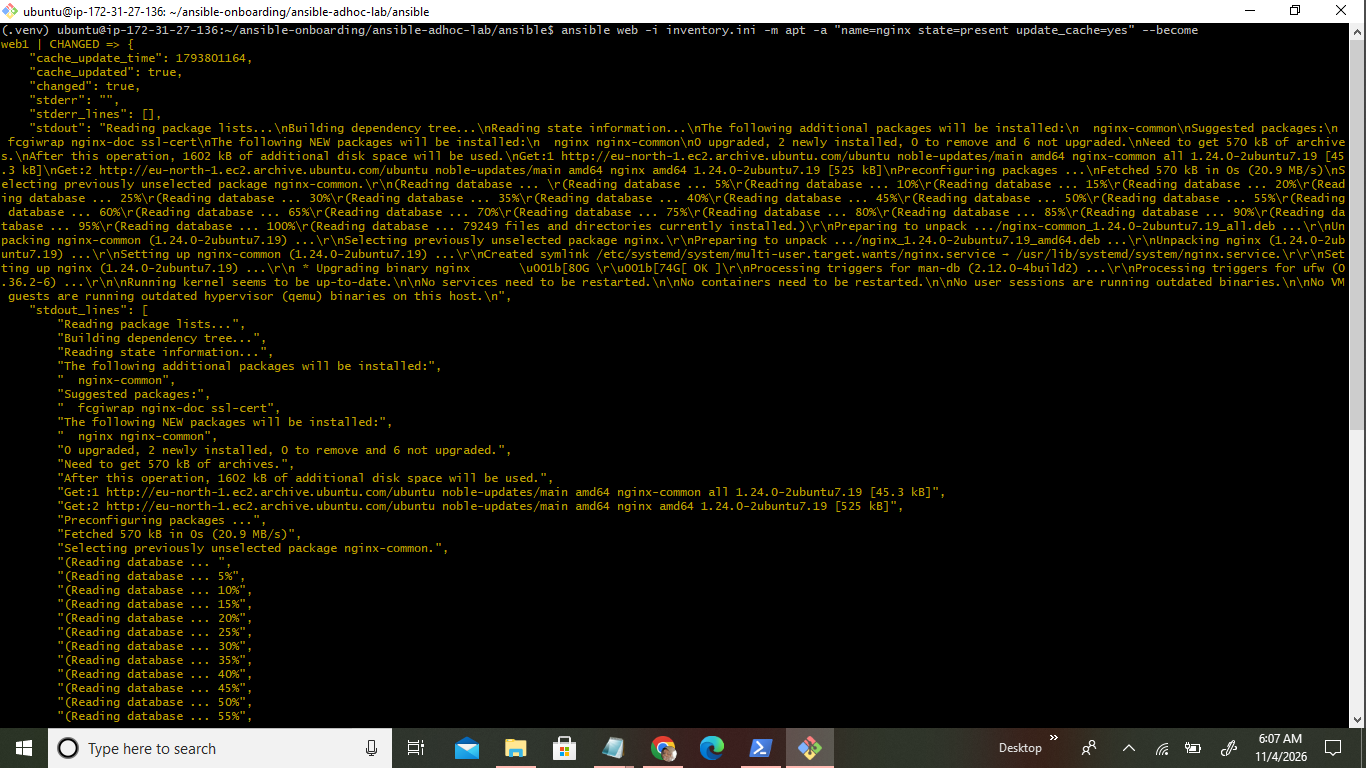 ubuntu@ip-172-31-27-136: ~/ansible-onboarding/ansible-adhoc-lab/ansible
(.venv) ubuntu@ip-172-31-27-136:~/ansible-onboarding/ansible-adhoc-lab/ansible$ ansible web -i inventory.ini -m apt -a "name=nginx state=present update_cache=yes" --become
web1 | CHANGED => {
    "cache_update_time": 1793801164,
    "cache_updated": true,
    "changed": true,
    "stderr": "",
    "stderr_lines": [],
    "stdout": "Reading package lists...\nBuilding dependency tree...\nReading state information...\nThe following additional packages will be installed:\n  nginx-common\nSuggested packages:\n
 fcgiwrap nginx-doc ssl-cert\nThe following NEW packages will be installed:\n  nginx nginx-common\n0 upgraded, 2 newly installed, 0 to remove and 6 not upgraded.\nNeed to get 570 kB of archive
s.\nAfter this operation, 1602 kB of additional disk space will be used.\nGet:1 http://eu-north-1.ec2.archive.ubuntu.com/ubuntu noble-updates/main amd64 nginx-common all 1.24.0-2ubuntu7.19 [45
.3 kB]\nGet:2 http://eu-north-1.ec2.archive.ubuntu.com/ubuntu noble-updates/main amd64 nginx amd64 1.24.0-2ubuntu7.19 [525 kB]\nPreconfiguring packages ...\nFetched 570 kB in 0s (20.9 MB/s)\nS
electing previously unselected package nginx-common.\r\n(Reading database ... \r(Reading database ... 5%\r(Reading database ... 10%\r(Reading database ... 15%\r(Reading database ... 20%\r(Rea
ding database ... 25%\r(Reading database ... 30%\r(Reading database ... 35%\r(Reading database ... 40%\r(Reading database ... 45%\r(Reading database ... 50%\r(Reading database ... 55%\r(Reading
 database ... 60%\r(Reading database ... 65%\r(Reading database ... 70%\r(Reading database ... 75%\r(Reading database ... 80%\r(Reading database ... 85%\r(Reading database ... 90%\r(Reading da
tabase ... 95%\r(Reading database ... 100%\r(Reading database ... 79249 files and directories currently installed.)\r\nPreparing to unpack .../nginx-common_1.24.0-2ubuntu7.19_all.deb ...\r\nUn
packing nginx-common (1.24.0-2ubuntu7.19) ...\r\nSelecting previously unselected package nginx.\r\nPreparing to unpack .../nginx_1.24.0-2ubuntu7.19_amd64.deb ...\r\nUnpacking nginx (1.24.0-2ub
untu7.19) ...\r\nSetting up nginx-common (1.24.0-2ubuntu7.19) ...\r\nCreated symlink /etc/systemd/system/multi-user.target.wants/nginx.service → /usr/lib/systemd/system/nginx.service.\r\r\nSet
ting up nginx (1.24.0-2ubuntu7.19) ...\r\n * Upgrading binary nginx       \u001b[80G \r\u001b[74G[ OK ]\r\nProcessing triggers for man-db (2.12.0-4build2) ...\r\nProcessing triggers for ufw (0
.36.2-6) ...\r\n\nRunning kernel seems to be up-to-date.\n\nNo services need to be restarted.\n\nNo containers need to be restarted.\n\nNo user sessions are running outdated binaries.\n\nNo VM
 guests are running outdated hypervisor (qemu) binaries on this host.\n",
    "stdout_lines": [
        "Reading package lists...",
        "Building dependency tree...",
        "Reading state information...",
        "The following additional packages will be installed:",
        "  nginx-common",
        "Suggested packages:",
        "  fcgiwrap nginx-doc ssl-cert",
        "The following NEW packages will be installed:",
        "  nginx nginx-common",
        "0 upgraded, 2 newly installed, 0 to remove and 6 not upgraded.",
        "Need to get 570 kB of archives.",
        "After this operation, 1602 kB of additional disk space will be used.",
        "Get:1 http://eu-north-1.ec2.archive.ubuntu.com/ubuntu noble-updates/main amd64 nginx-common all 1.24.0-2ubuntu7.19 [45.3 kB]",
        "Get:2 http://eu-north-1.ec2.archive.ubuntu.com/ubuntu noble-updates/main amd64 nginx amd64 1.24.0-2ubuntu7.19 [525 kB]",
        "Preconfiguring packages ...",
        "Fetched 570 kB in 0s (20.9 MB/s)",
        "Selecting previously unselected package nginx-common.",
        "(Reading database ... ",
        "(Reading database ... 5%",
        "(Reading database ... 10%",
        "(Reading database ... 15%",
        "(Reading database ... 20%",
        "(Reading database ... 25%",
        "(Reading database ... 30%",
        "(Reading database ... 35%",
        "(Reading database ... 40%",
        "(Reading database ... 45%",
        "(Reading database ... 50%",
        "(Reading database ... 55%",
Type here to search
Desktop
6:07 AM
11/4/2026